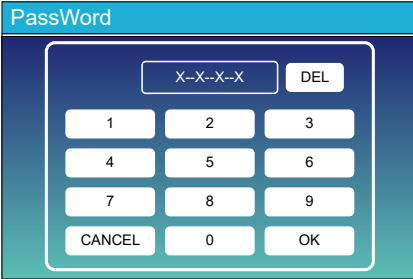 PassWord
X--X--X--X DEL
1 2 3
4 5 6
7 8 9
CANCEL 0 OK